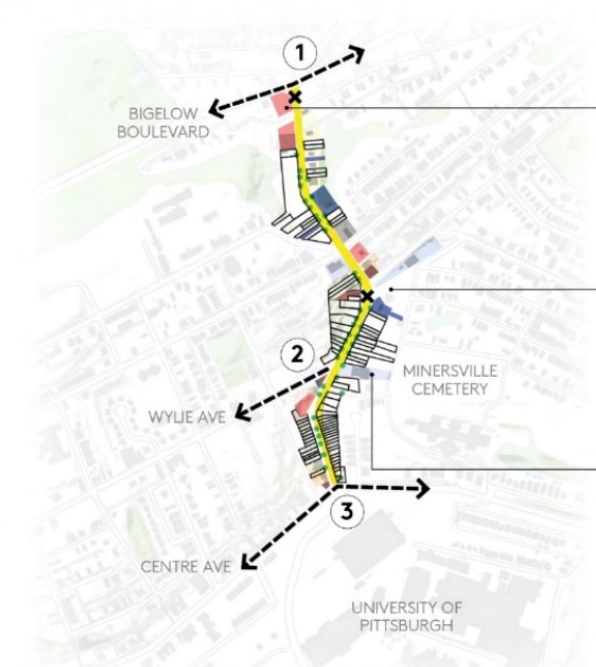 1
BIGELOW
BOULEVARD
2
MINERSVILLE
CEMETERY
WYLIE AVE
3
CENTRE AVE
UNIVERSITY OF
PITTSBURGH